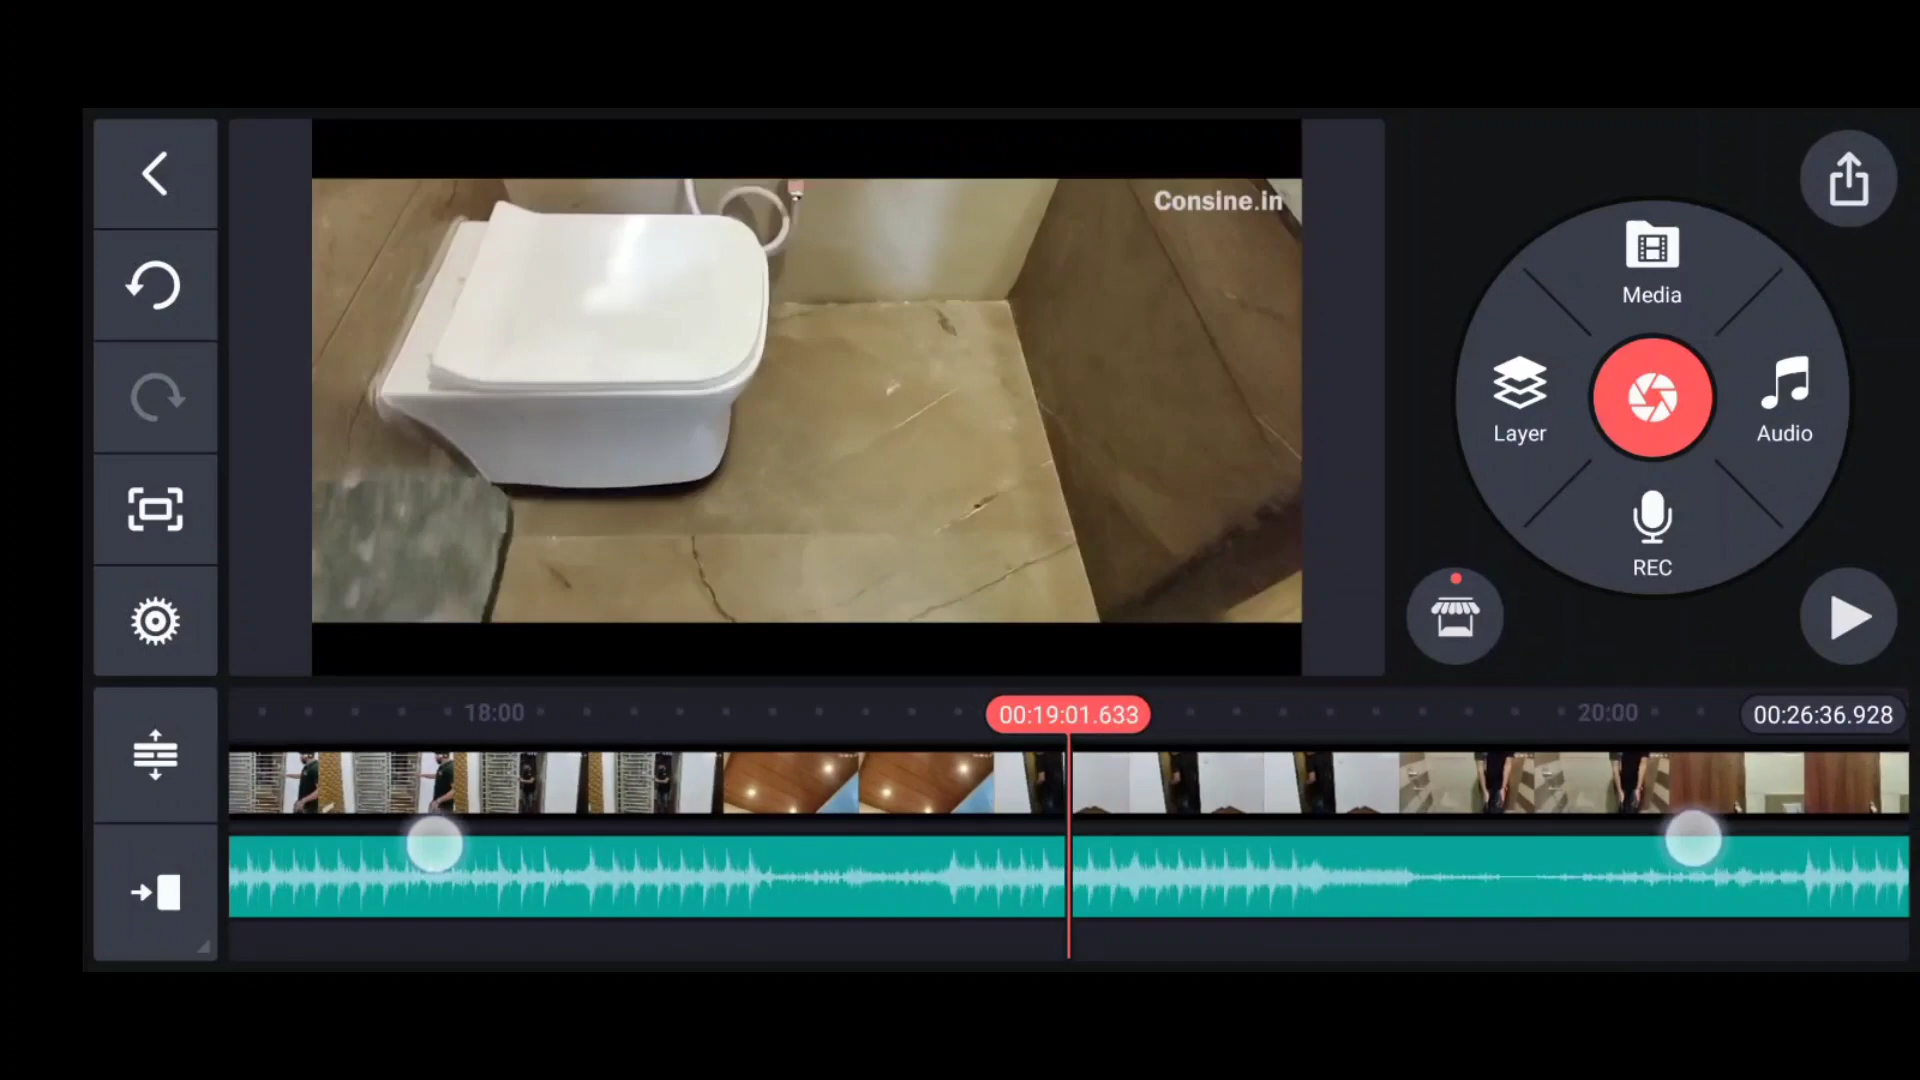 Consine.in
Media
Layer
Audio
REC
18:00
00:19:01.633
20:00
00:26:36.928